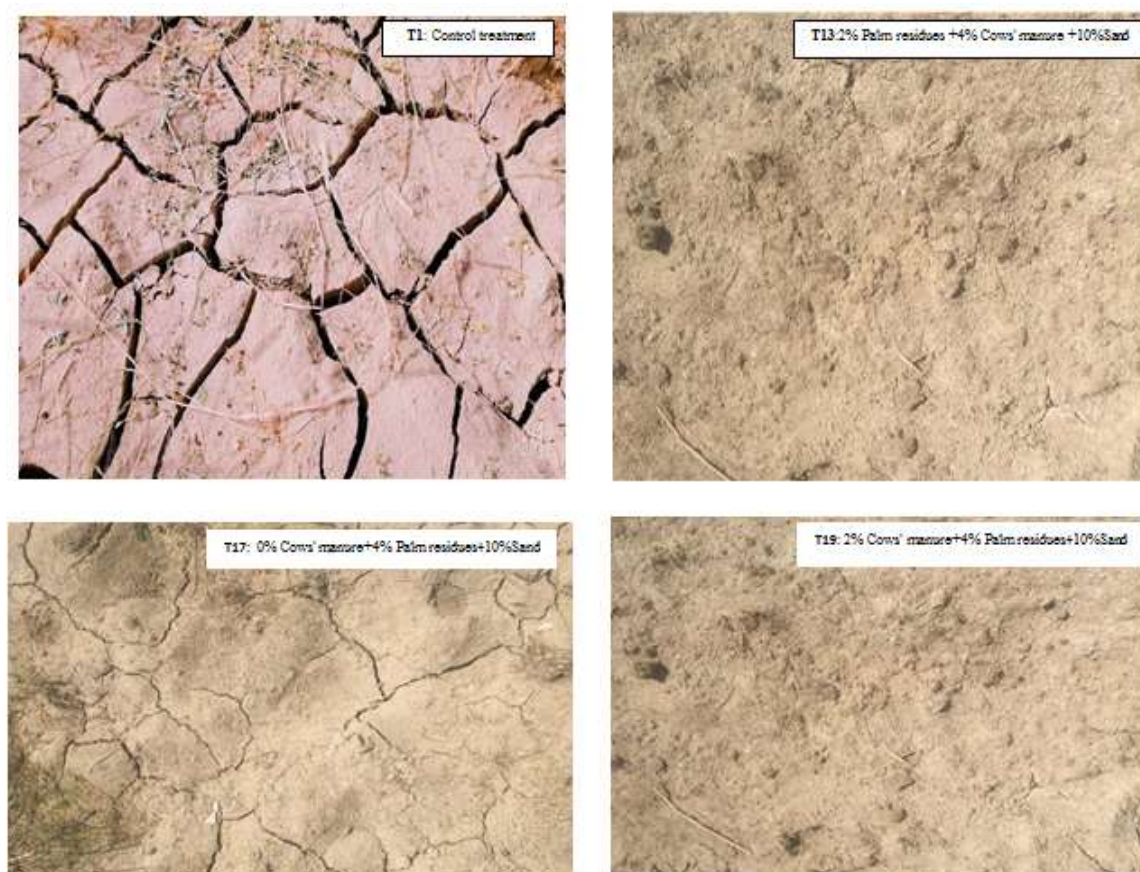 T1: Control treatment
T13:2% Palm residues +4% Cows' manure +10%Sand
T17: 0% Cows' manure+4% Palm residues+10%Sand
T19: 2% Cows' manure+4% Palm residues+10%Sand